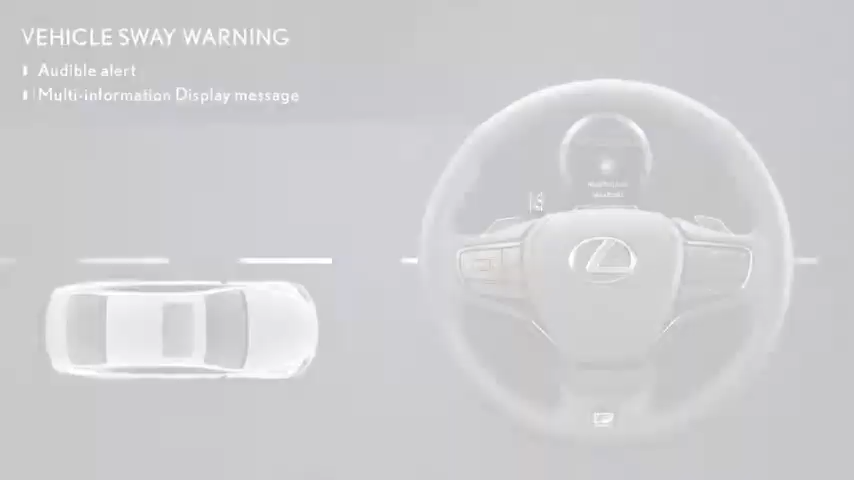 VEHICLE SWAY WARNING
Audible alert
Multi-information Display message